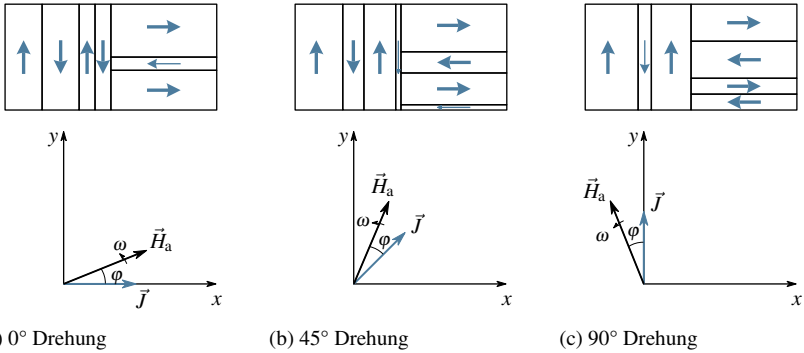 y
H⃗a
ω
φ
J⃗
x
) 0° Drehung
y
H⃗a
J⃗
ω
φ
x
(b) 45° Drehung
y
H⃗a
J⃗
ω
φ
x
(c) 90° Drehung